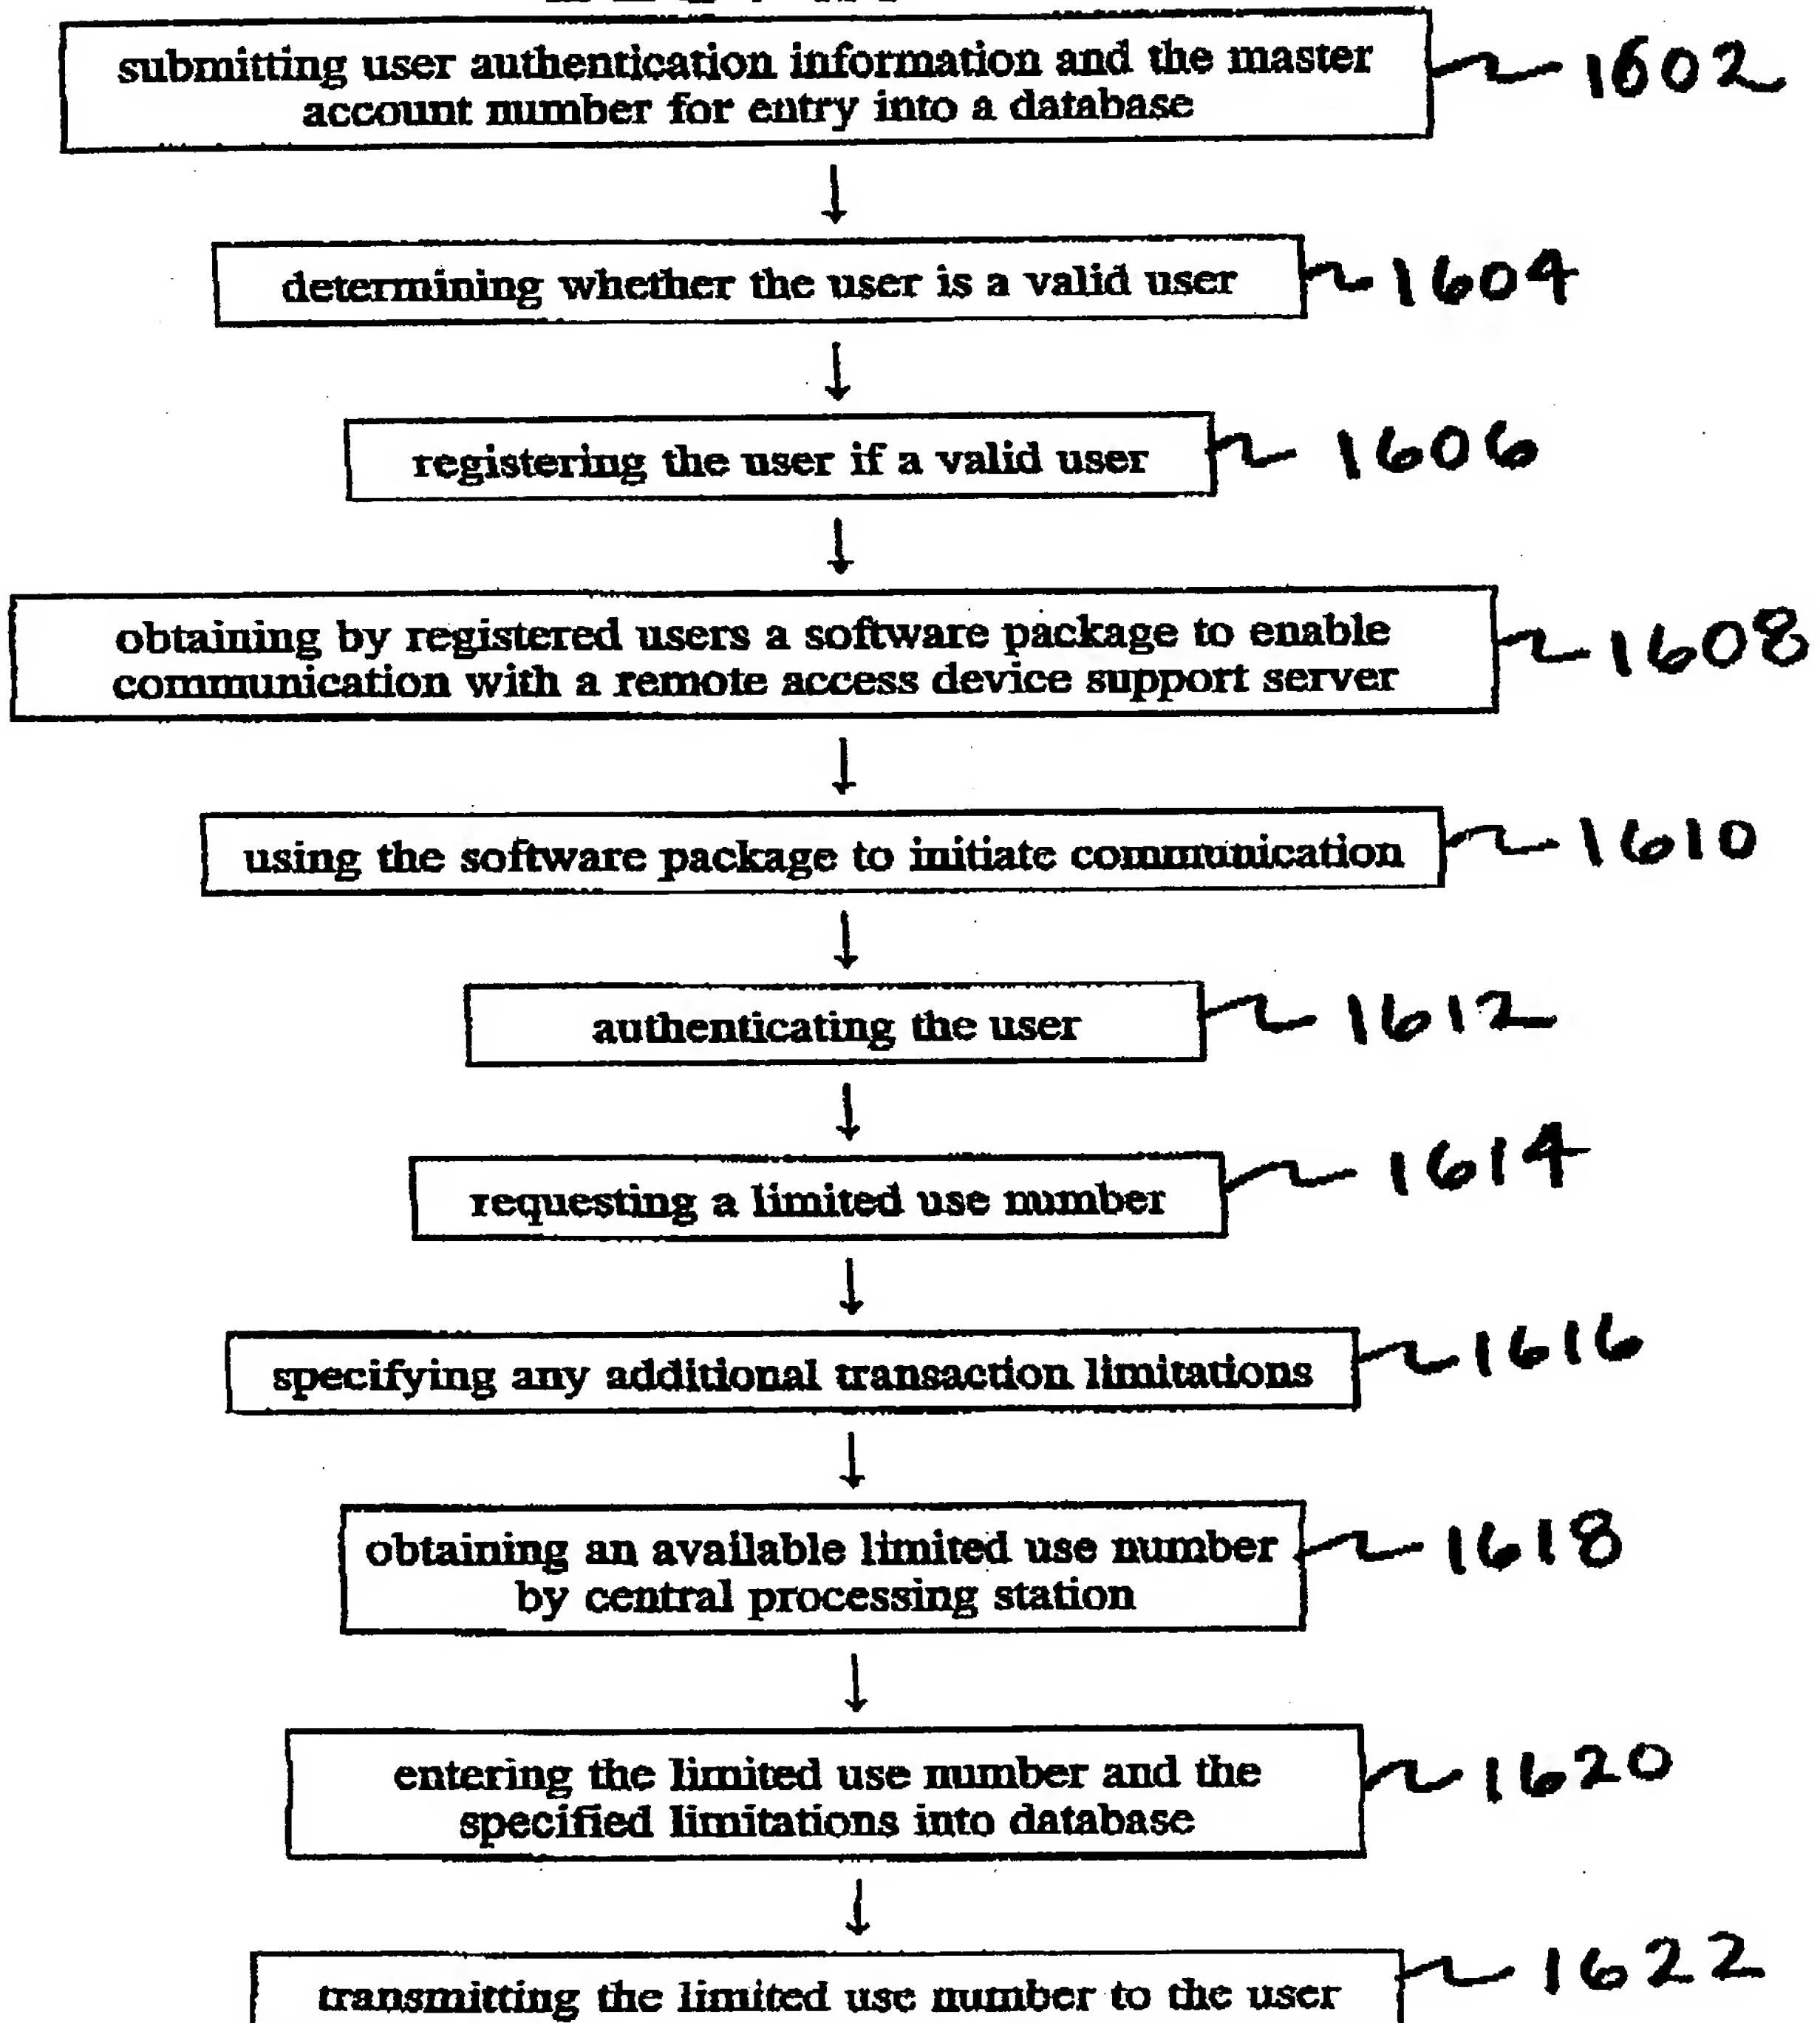 submitting user authentication information and the master
account number for entry into a database
1602
determining whether the user is a valid user
1604
registering the user if a valid user
1606
obtaining by registered users a software package to enable
communication with a remote access device support server
1608
using the software package to initiate communication
1610
authenticating the user
1612
requesting a limited use number
1614
specifying any additional transaction limitations
1616
obtaining an available limited use number
by central processing station
1618
entering the limited use number and the
specified limitations into database
1620
transmitting the limited use number to the user
1622